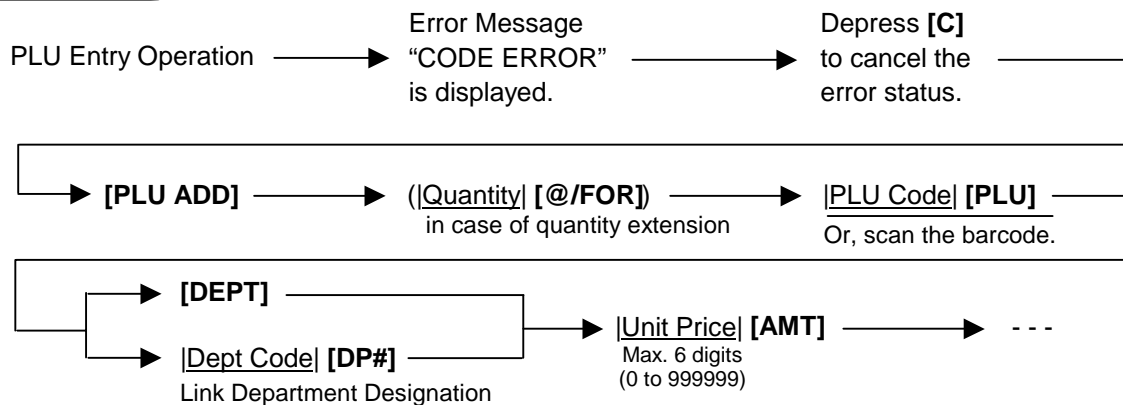 PLU Entry Operation
Error Message
“CODE ERROR”
is displayed.
Depress [C]
to cancel the
error status.
[PLU ADD]
(|Quantity| [@/FOR])
in case of quantity extension
|PLU Code| [PLU]
Or, scan the barcode.
[DEPT]
|Dept Code| [DP#]
Link Department Designation
|Unit Price| [AMT]
Max. 6 digits
(0 to 999999)
- - -